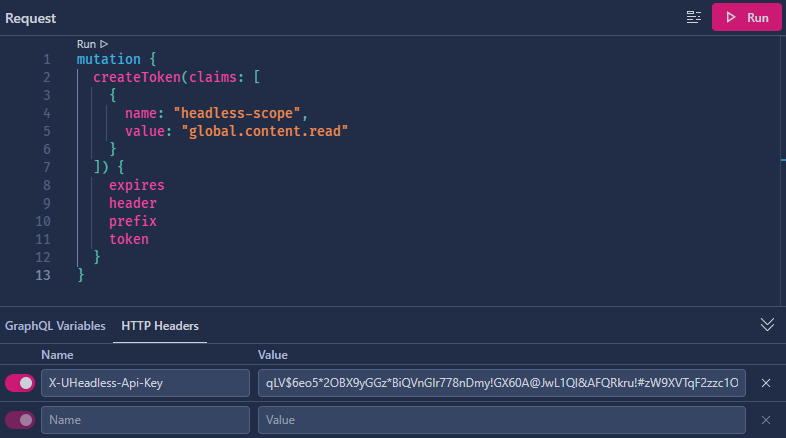 Request
Run
Run
1 mutation {
2 createToken(claims: [
3 {
4 name: "headless-scope",
5 value: "global.content.read"
6 }
7 ]) {
8 expires
9 header
10 prefix
11 token
12 }
13 }
GraphQL Variables HTTP Headers
Name Value
X-UHeadless-Api-Key qLV$6eo5*2OBX9yGGz*BiQVnGlr778nDmy!GX60A@JwL1Ql&AFQRkru!#zW9XVTqF2zzc1O
Name Value